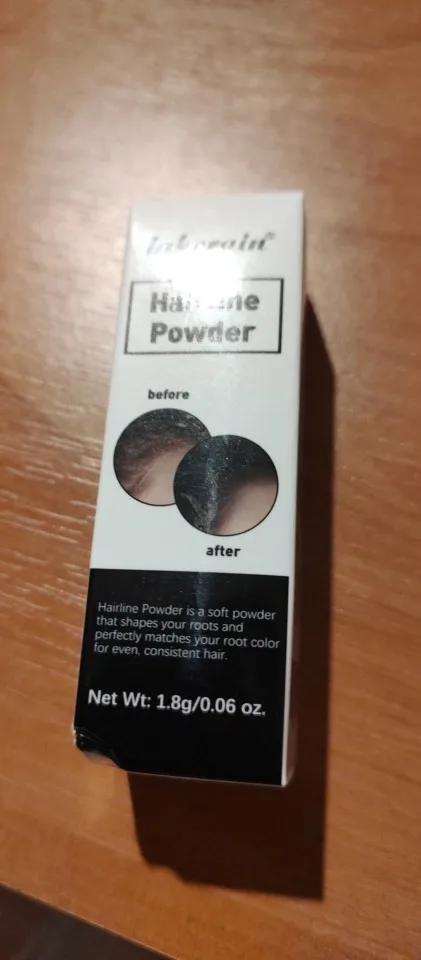 Hairline
Powder
before
after
Hairline Powder is a soft powder
that shapes your roots and
perfectly matches your root color
for even, consistent hair.
Net Wt: 1.8g/0.06 oz.